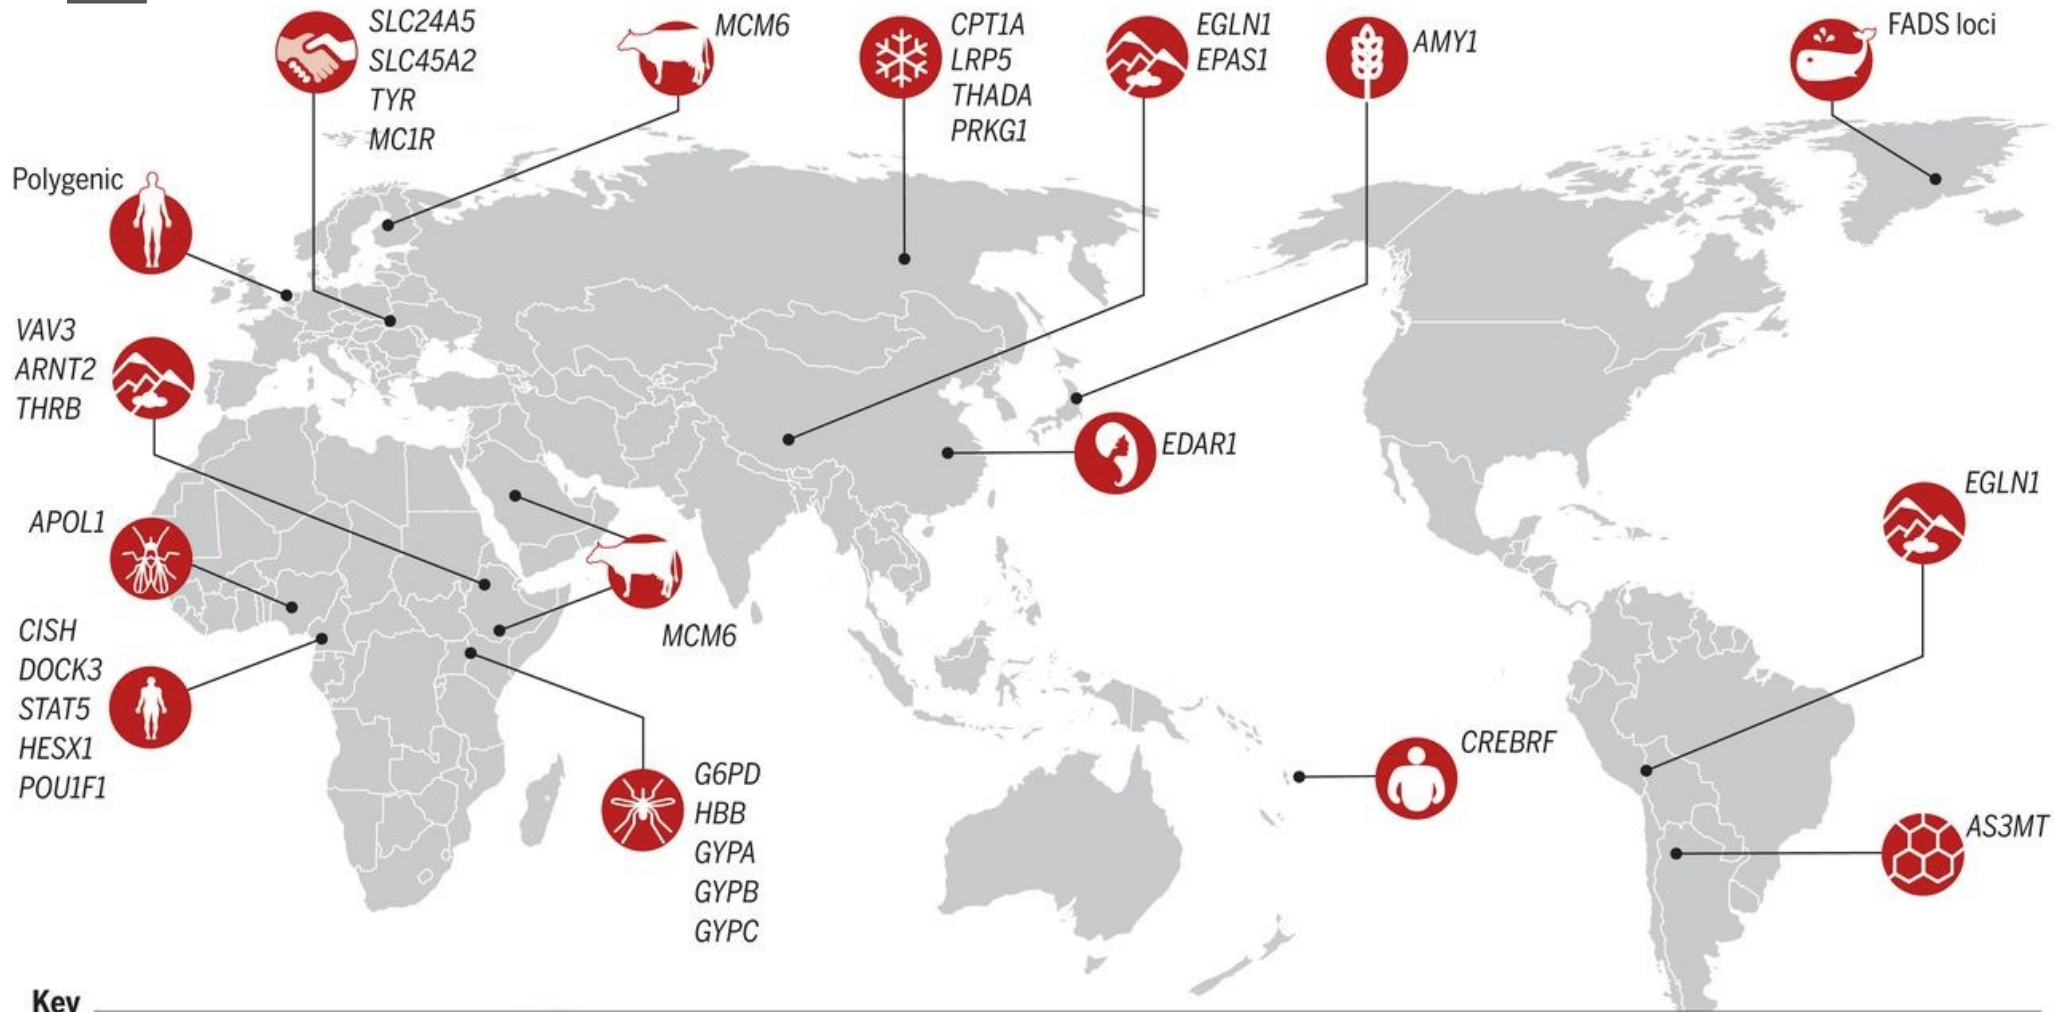 SLC24A5
SLC45A2
TYR
MC1R
MCM6
CPT1A
LRP5
THADA
PRKG1
EGLN1
EPAS1
AMY1
FADS loci
Polygenic
VAV3
ARNT2
THRB
EDAR1
EGLN1
APOL1
CISH
DOCK3
STAT5
HESX1
POU1F1
MCM6
G6PD
HBB
GYPA
GYPB
GYPC
CREBRF
AS3MT
Key